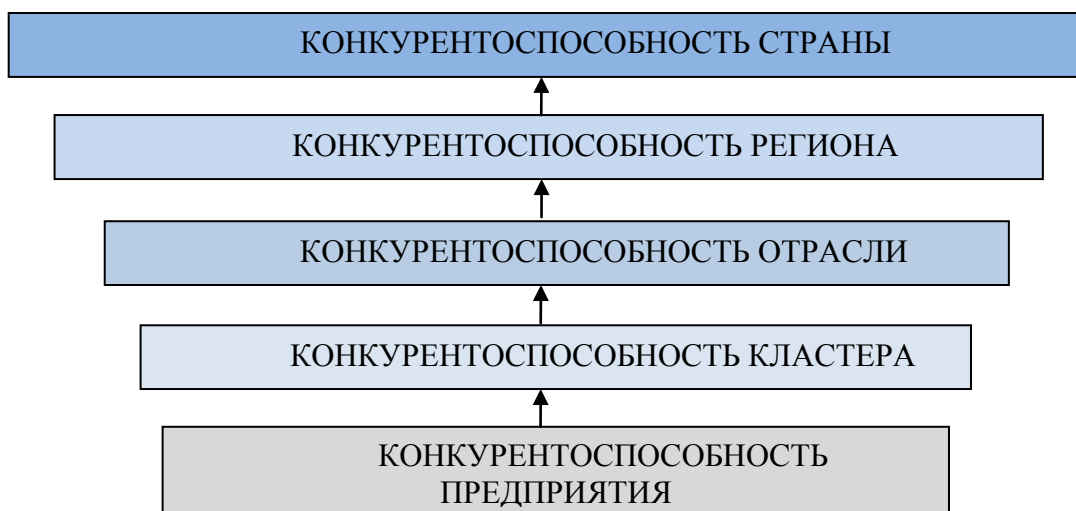 КОНКУРЕНТОСПОСОБНОСТЬ СТРАНЫ
КОНКУРЕНТОСПОСОБНОСТЬ РЕГИОНА
КОНКУРЕНТОСПОСОБНОСТЬ ОТРАСЛИ
КОНКУРЕНТОСПОСОБНОСТЬ КЛАСТЕРА
КОНКУРЕНТОСПОСОБНОСТЬ
ПРЕДПРИЯТИЯ